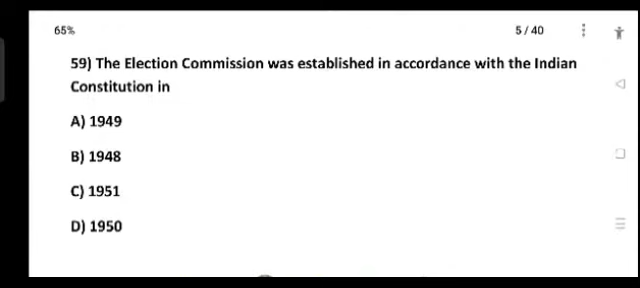 65%
5 / 40
59) The Election Commission was established in accordance with the Indian
Constitution in
A) 1949
B) 1948
C) 1951
D) 1950